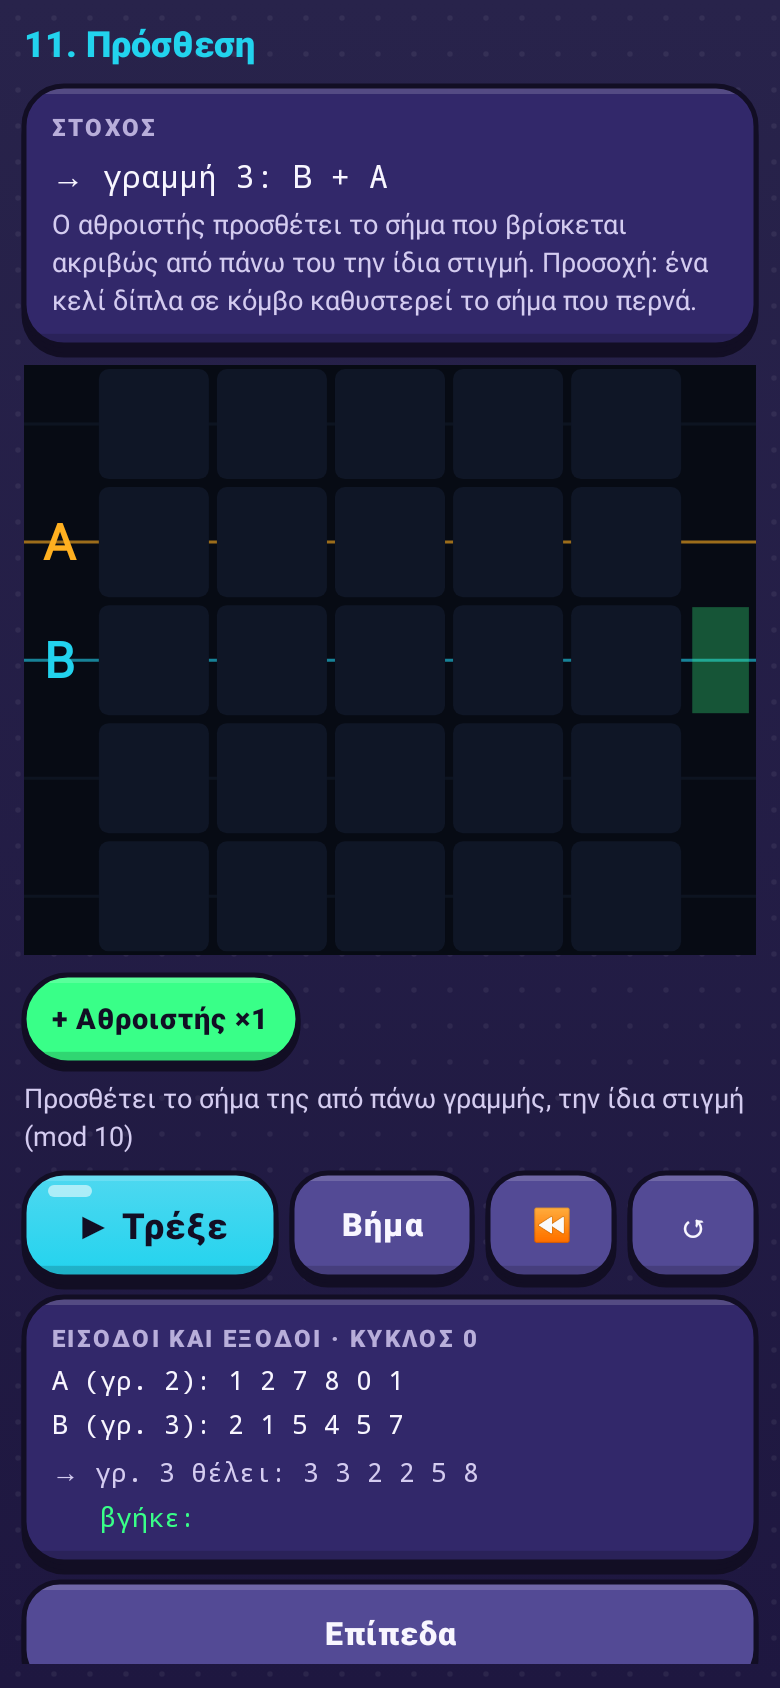 11. Πρόσθεση
ΣΤΟΧΟΣ
→ γραμμή 3: B + A
Ο αθροιστής προσθέτει το σήμα που βρίσκεται
ακριβώς από πάνω του την ίδια στιγμή. Προσοχή: ένα
κελί δίπλα σε κόμβο καθυστερεί το σήμα που περνά.
A
B
+ Αθροιστής ×1
Προσθέτει το σήμα της από πάνω γραμμής, την ίδια στιγμή
(mod 10)
▶ Τρέξε
Βήμα
⏪
↺
ΕΙΣΟΔΟΙ ΚΑΙ ΕΞΟΔΟΙ · ΚΥΚΛΟΣ 0
A (γρ. 2): 1 2 7 8 0 1
B (γρ. 3): 2 1 5 4 5 7
→ γρ. 3 θέλει: 3 3 2 2 5 8
βγήκε:
Επίπεδα